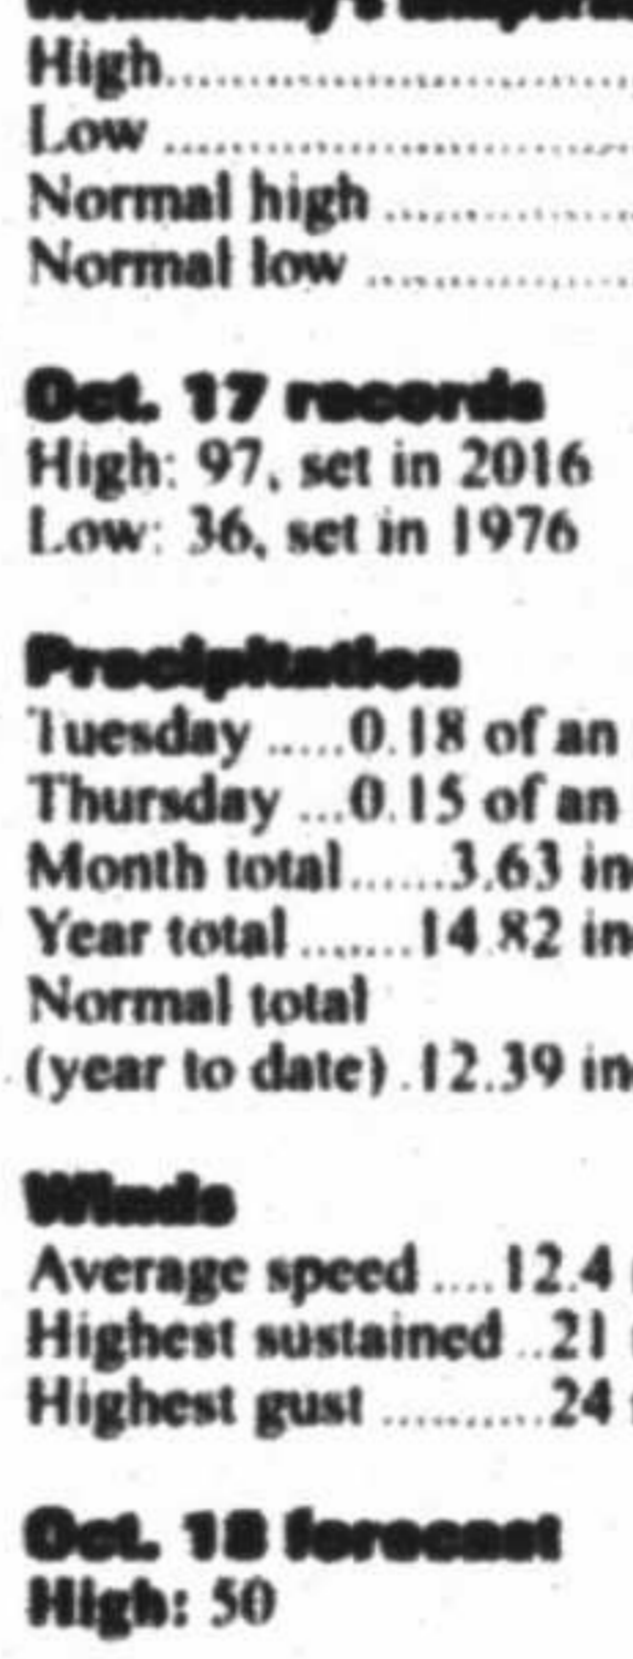 Wednesday's tempera
High..............................
Low ..............................
Normal high ................
Normal low .................
Oct. 17 records
High: 97, set in 2016
Low: 36, set in 1976
Precipitation
Tuesday .....0.18 of an
Thursday ...0.15 of an
Month total......3.63 in
Year total ........14.82 in
Normal total
(year to date) .12.39 in
Winds
Average speed ....12.4
Highest sustained ..21
Highest gust ...........24
Oct. 18 forecast
High: 50